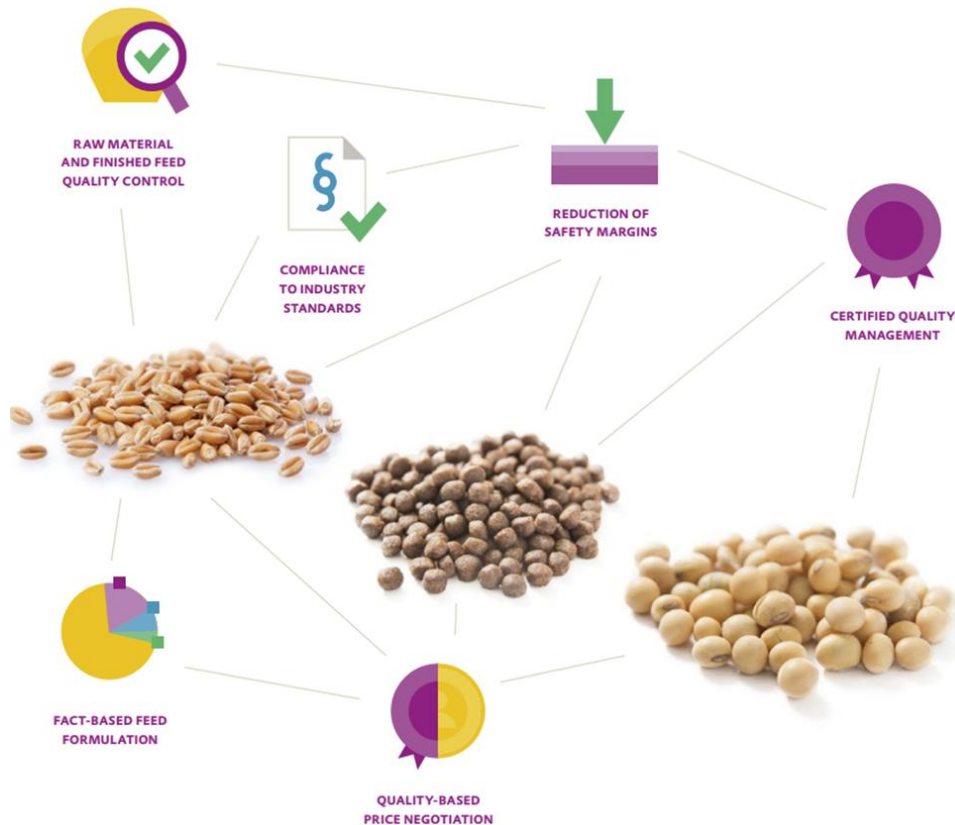 RAW MATERIAL
AND FINISHED FEED
QUALITY CONTROL
§
COMPLIANCE
TO INDUSTRY
STANDARDS
REDUCTION OF
SAFETY MARGINS
CERTIFIED QUALITY
MANAGEMENT
FACT-BASED FEED
FORMULATION
QUALITY-BASED
PRICE NEGOTIATION